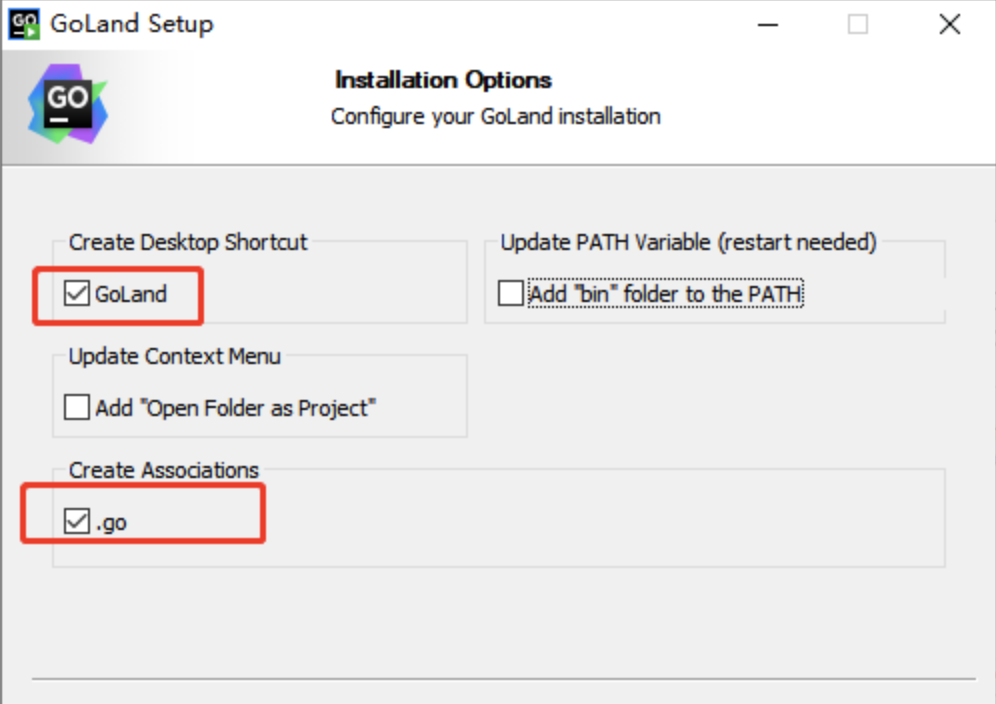 GO GoLand Setup
GO
Installation Options
Configure your GoLand installation
Create Desktop Shortcut
GoLand
Update PATH Variable (restart needed)
Add "bin" folder to the PATH
Update Context Menu
Add "Open Folder as Project"
Create Associations
.go